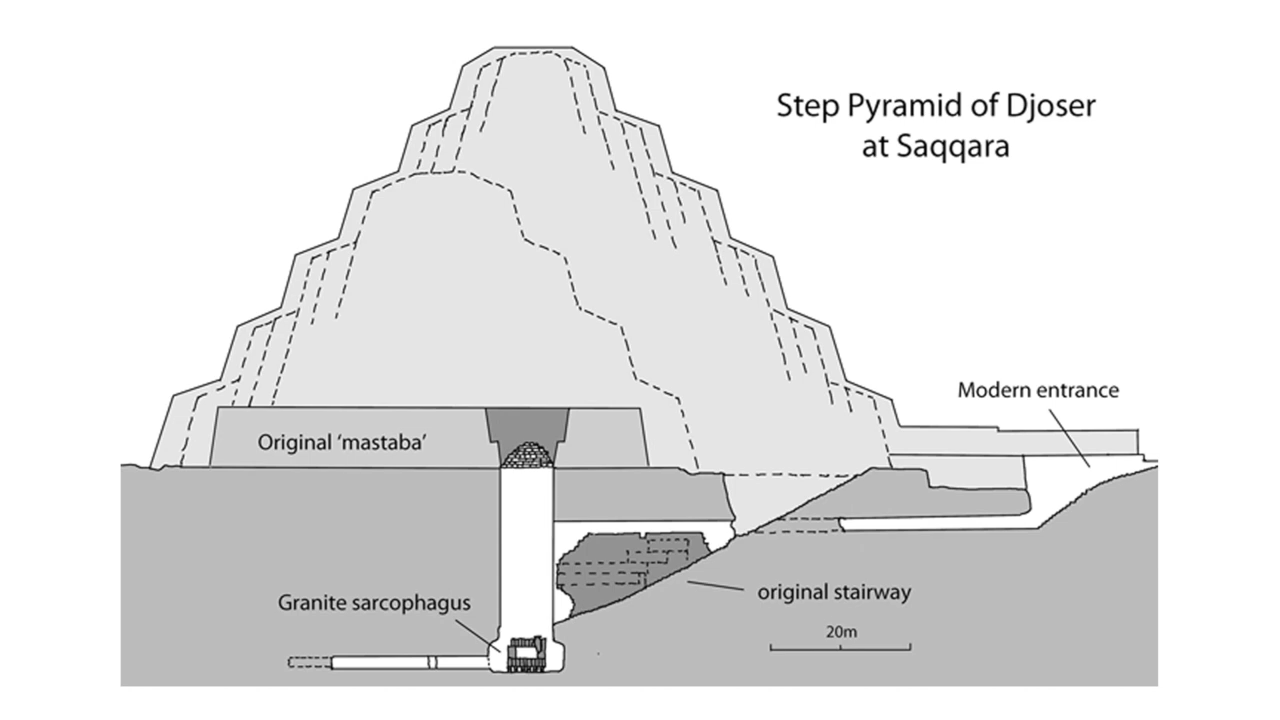 Step Pyramid of Djoser
at Saqqara
Modern entrance
Original ‘mastaba’
original stairway
Granite sarcophagus
20m